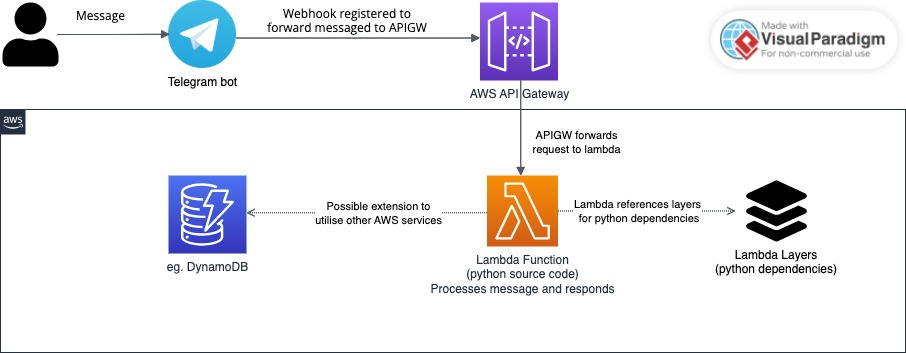 Message
Webhook registered to
forward messaged to APIGW
Telegram bot
AWS API Gateway
Made with
Visual Paradigm
For non-commercial use
aws
APIGW forwards
request to lambda
Possible extension to
utilise other AWS services
Lambda references layers
for python dependencies
eg. DynamoDB
Lambda Function
(python source code)
Processes message and responds
Lambda Layers
(python dependencies)